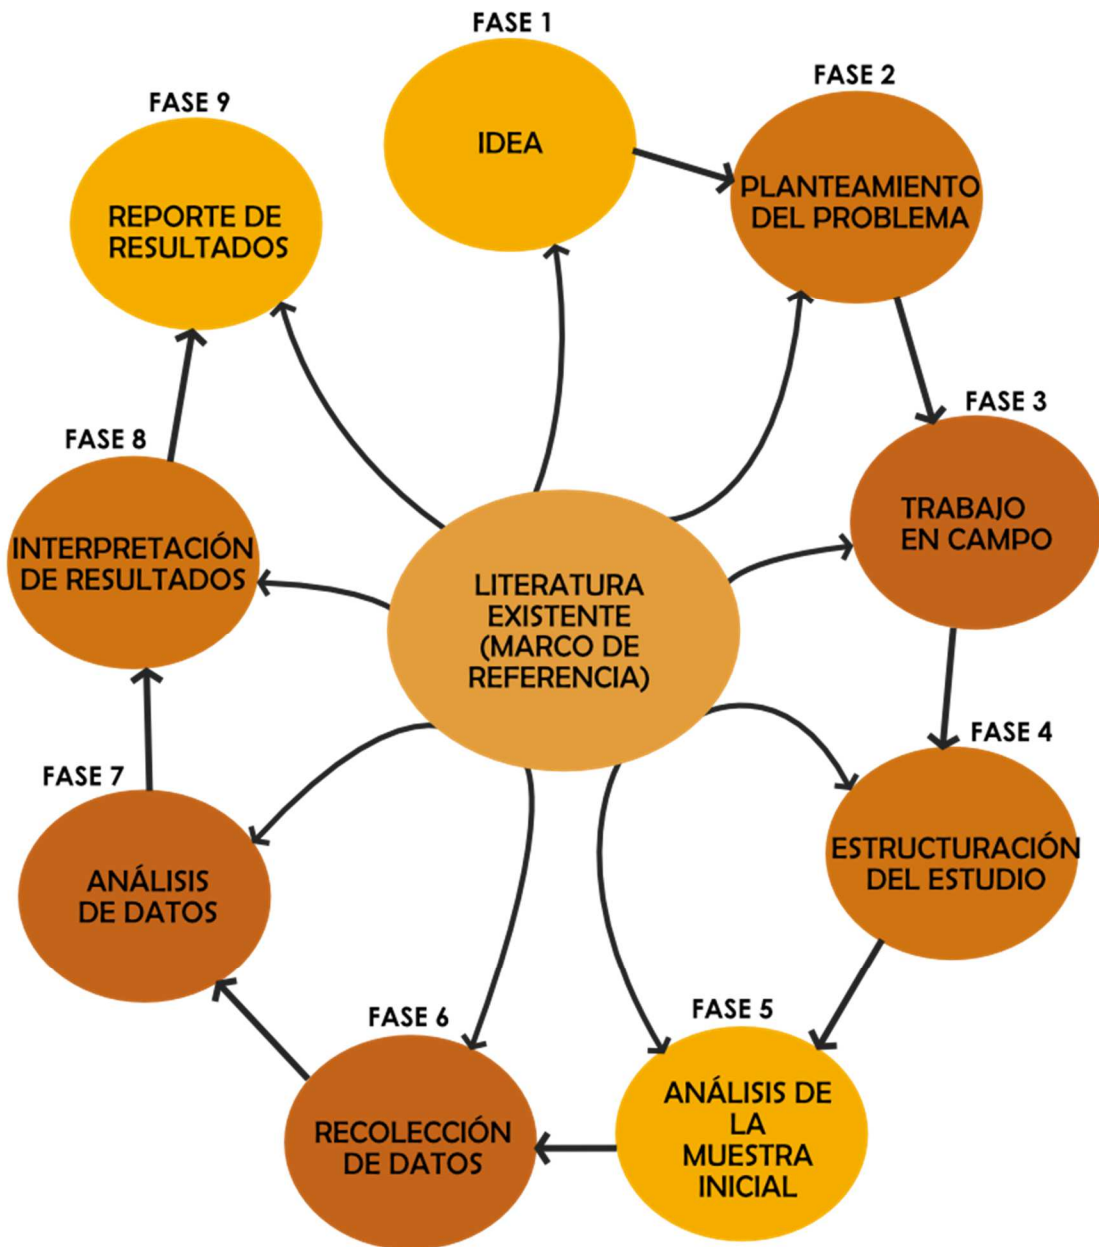 FASE 1
IDEA
FASE 2
PLANTEAMIENTO
DEL PROBLEMA
FASE 3
TRABAJO
EN CAMPO
FASE 4
ESTRUCTURACIÓN
DEL ESTUDIO
FASE 5
ANÁLISIS DE
LA
MUESTRA
INICIAL
FASE 6
RECOLECCIÓN
DE DATOS
FASE 7
ANÁLISIS
DE DATOS
FASE 8
INTERPRETACIÓN
DE RESULTADOS
FASE 9
REPORTE DE
RESULTADOS
LITERATURA
EXISTENTE
(MARCO DE
REFERENCIA)